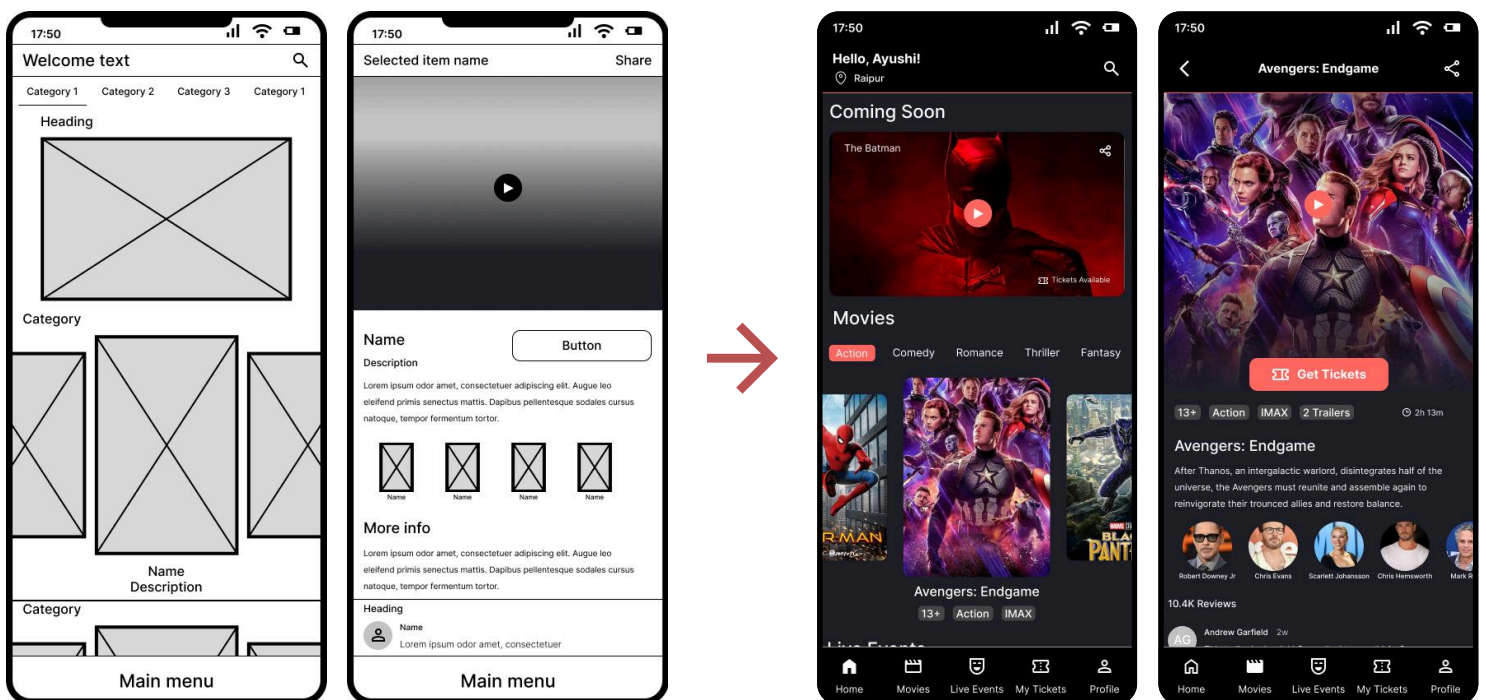 17:50
Welcome text
Category 1 Category 2 Category 3 Category 1
Heading
Category
Name
Description
Category
Main menu
17:50
Selected item name Share
Name
Button
Description
Lorem ipsum odor amet, consectetuer adipiscing elit. Augue leo
eleifend primis senectus mattis. Dapibus pellentesque sodales cursus
natoque, tempor fermentum tortor.
Name Name Name Name
More info
Lorem ipsum odor amet, consectetuer adipiscing elit. Augue leo
eleifend primis senectus mattis. Dapibus pellentesque sodales cursus
natoque, tempor fermentum tortor.
Heading
Name
Lorem ipsum odor amet, consectetuer
Main menu
17:50
Hello, Ayushi!
Raipur
Coming Soon
The Batman
Tickets Available
Movies
Action Comedy Romance Thriller Fantasy
R-MAN
BLAC
PANT
Avengers: Endgame
13+ Action IMAX
Live Events
Home Movies Live Events My Tickets Profile
17:50
Avengers: Endgame
Get Tickets
13+ Action IMAX 2 Trailers 2h 13m
Avengers: Endgame
After Thanos, an intergalactic warlord, disintegrates half of the
universe, the Avengers must reunite and assemble again to
reinvigorate their trounced allies and restore balance.
Robert Downey Jr Chris Evans Scarlett Johansson Chris Hemsworth Mark R
10.4K Reviews
AG
Andrew Garfield 2w
Home Movies Live Events My Tickets Profile